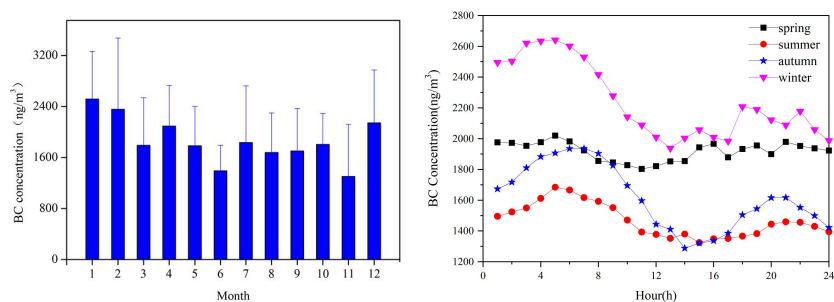 BC concentration（ng/m³）
3200
2400
1600
800
0
1 2 3 4 5 6 7 8 9 10 11 12
Month
BC Concentration(ng/m³)
2800
2600
2400
2200
2000
1800
1600
1400
1200
0 4 8 12 16 20 24
Hour(h)
spring
summer
autumn
winter